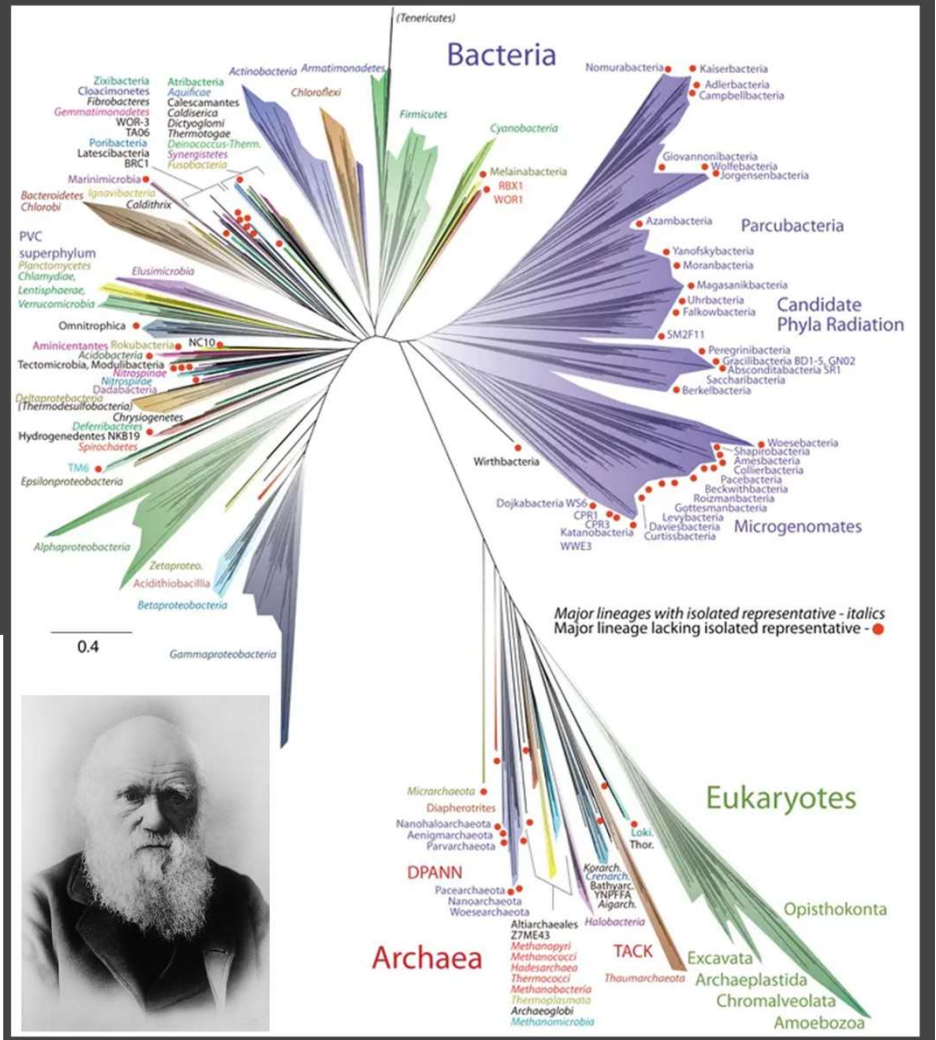 (Tenericutes)
Bacteria
Nomurabacteria
Kaiserbacteria
Adlerbacteria
Campbellbacteria
Zixibacteria
Cloacimonetes
Fibrobacteres
Gemmatimonadetes
WOR-3
TA06
Poribacteria
Latescibacteria
BRC1
Atribacteria
Aquificae
Calescamantes
Caldiserica
Dictyoglomi
Thermotogae
Deinococcus-Therm.
Synergistetes
Fusobacteria
Actinobacteria
Armatimonadetes
Chloroflexi
Firmicutes
Cyanobacteria
Melainabacteria
RBX1
WOR1
Giovannonibacteria
Wolfebacteria
Jorgensenbacteria
Azambacteria
Parcubacteria
Yanofskybacteria
Moranbacteria
Magasanikbacteria
Uhrbacteria
Falkowbacteria
Candidate
Phyla Radiation
SM2F11
Peregrinibacteria
Gracilibacteria BD1-5, GN02
Absconditabacteria SR1
Saccharibacteria
Berkelbacteria
Marinimicrobia
Bacteroidetes
Chlorobi
Ignavibacteria
Caldithrix
PVC
superphylum
Planctomycetes
Chlamydiae,
Lentisphaerae,
Verrucomicrobia
Elusimicrobia
Omnitrophica
Aminicentantes
Rokubacteria
NC10
Acidobacteria
Tectomicrobia, Modulibacteria
Nitrospinae
Nitrospirae
Dadabacteria
Deltaprotebacteria
(Thermodesulfobacteria)
Chrysiogenetes
Deferribacteres
Hydrogenedentes NKB19
Spirochaetes
TM6
Epsilonproteobacteria
Woesebacteria
Shapirobacteria
Amesbacteria
Collierbacteria
Pacebacteria
Beckwithbacteria
Roizmanbacteria
Gottesmanbacteria
Levybacteria
Daviesbacteria
Curtissbacteria
Microgenomates
Wirthbacteria
Dojkabacteria WS6
CPR1
CPR3
Katanobacteria
WWE3
Alphaproteobacteria
Zetaproteo.
Acidithiobacillia
Betaproteobacteria
Gammaproteobacteria
0.4
Major lineages with isolated representative - italics
Major lineage lacking isolated representative -
Micrarchaeota
Diapherotrites
Nanohaloarchaeota
Aenigmarchaeota
Parvarchaeota
DPANN
Pacearchaeota
Nanoarchaeota
Woesearchaeota
Archaea
Altiarchaeales
Z7ME43
Methanopyri
Methanococci
Hadesarchaea
Thermococci
Methanobacteria
Thermoplasmata
Archaeoglobi
Methanomicrobia
Halobacteria
Korarch.
Crenarch.
Bathyarc.
YNPFFA
Aigarch.
Loki.
Thor.
TACK
Thaumarchaeota
Eukaryotes
Opisthokonta
Excavata
Archaeplastida
Chromalveolata
Amoebozoa